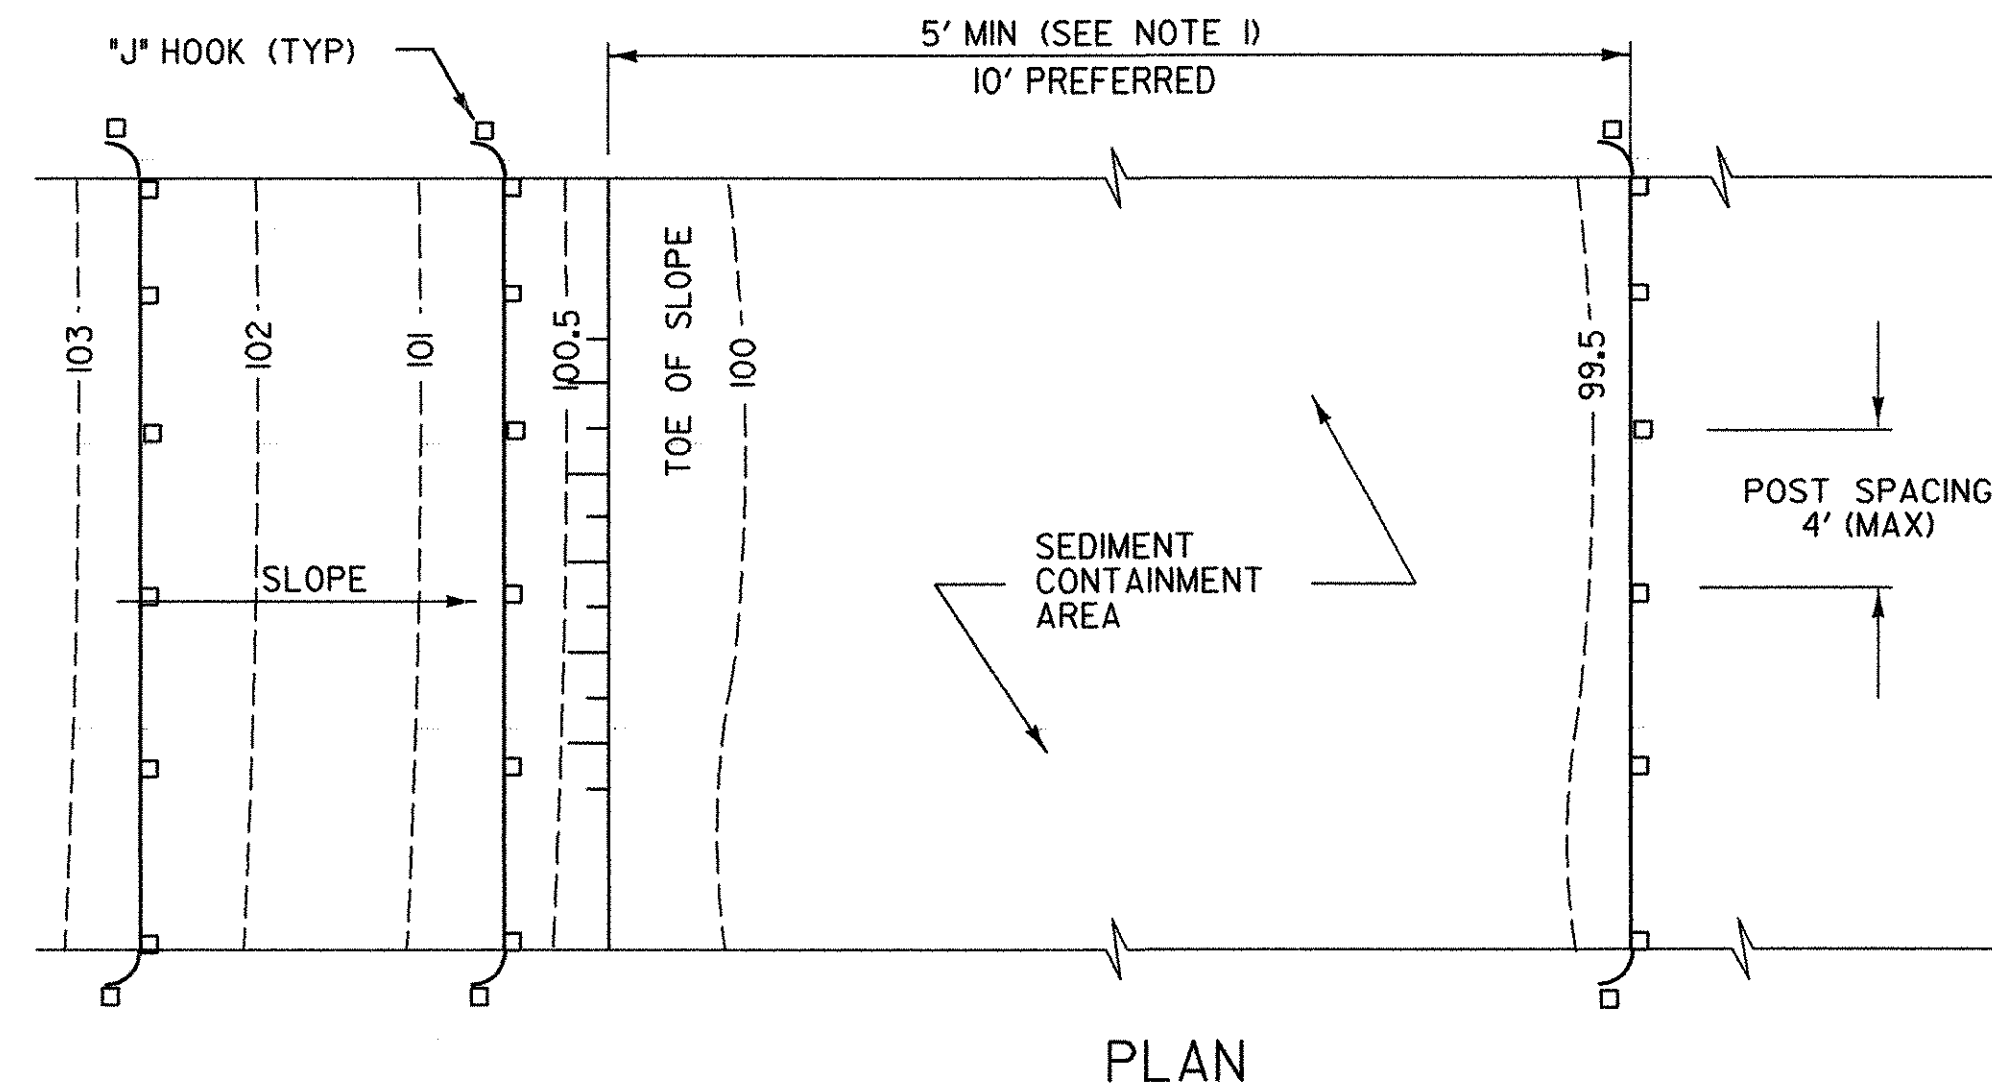 5' MIN (SEE NOTE 1)
"J" HOOK (TYP)
10' PREFERRED
TOE OF SLOPE
103
102
101
100.5
100
99.5
POST SPACING
4' (MAX)
SLOPE
SEDIMENT
CONTAINMENT
AREA
PLAN